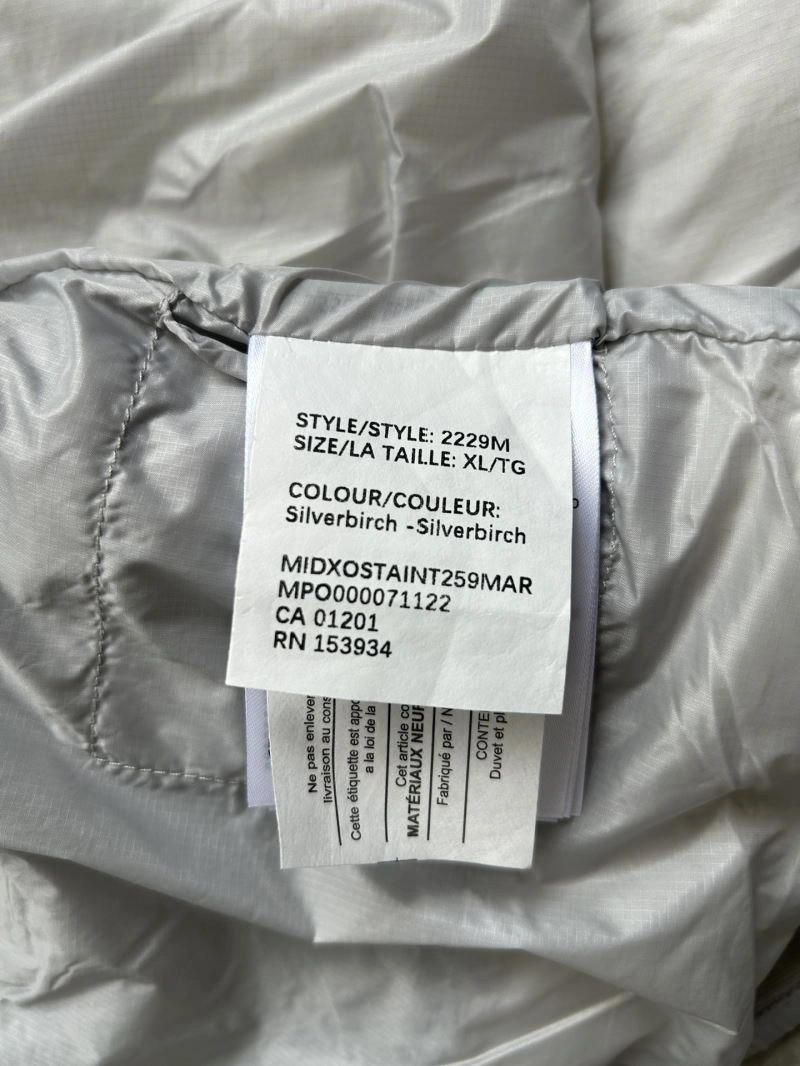 STYLE/STYLE: 2229M
SIZE/LA TAILLE: XL/TG
COLOUR/COULEUR:
Silverbirch -Silverbirch
MIDXOSTAINT259MAR
MPO000071122
CA 01201
RN 153934
Ne pas enlever
livraison au cons
Cette étiquette est appo
a la loi de la
Cet article co
MATÉRIAUX NEUF
Fabriqué par / N
CONTE
Duvet et pl